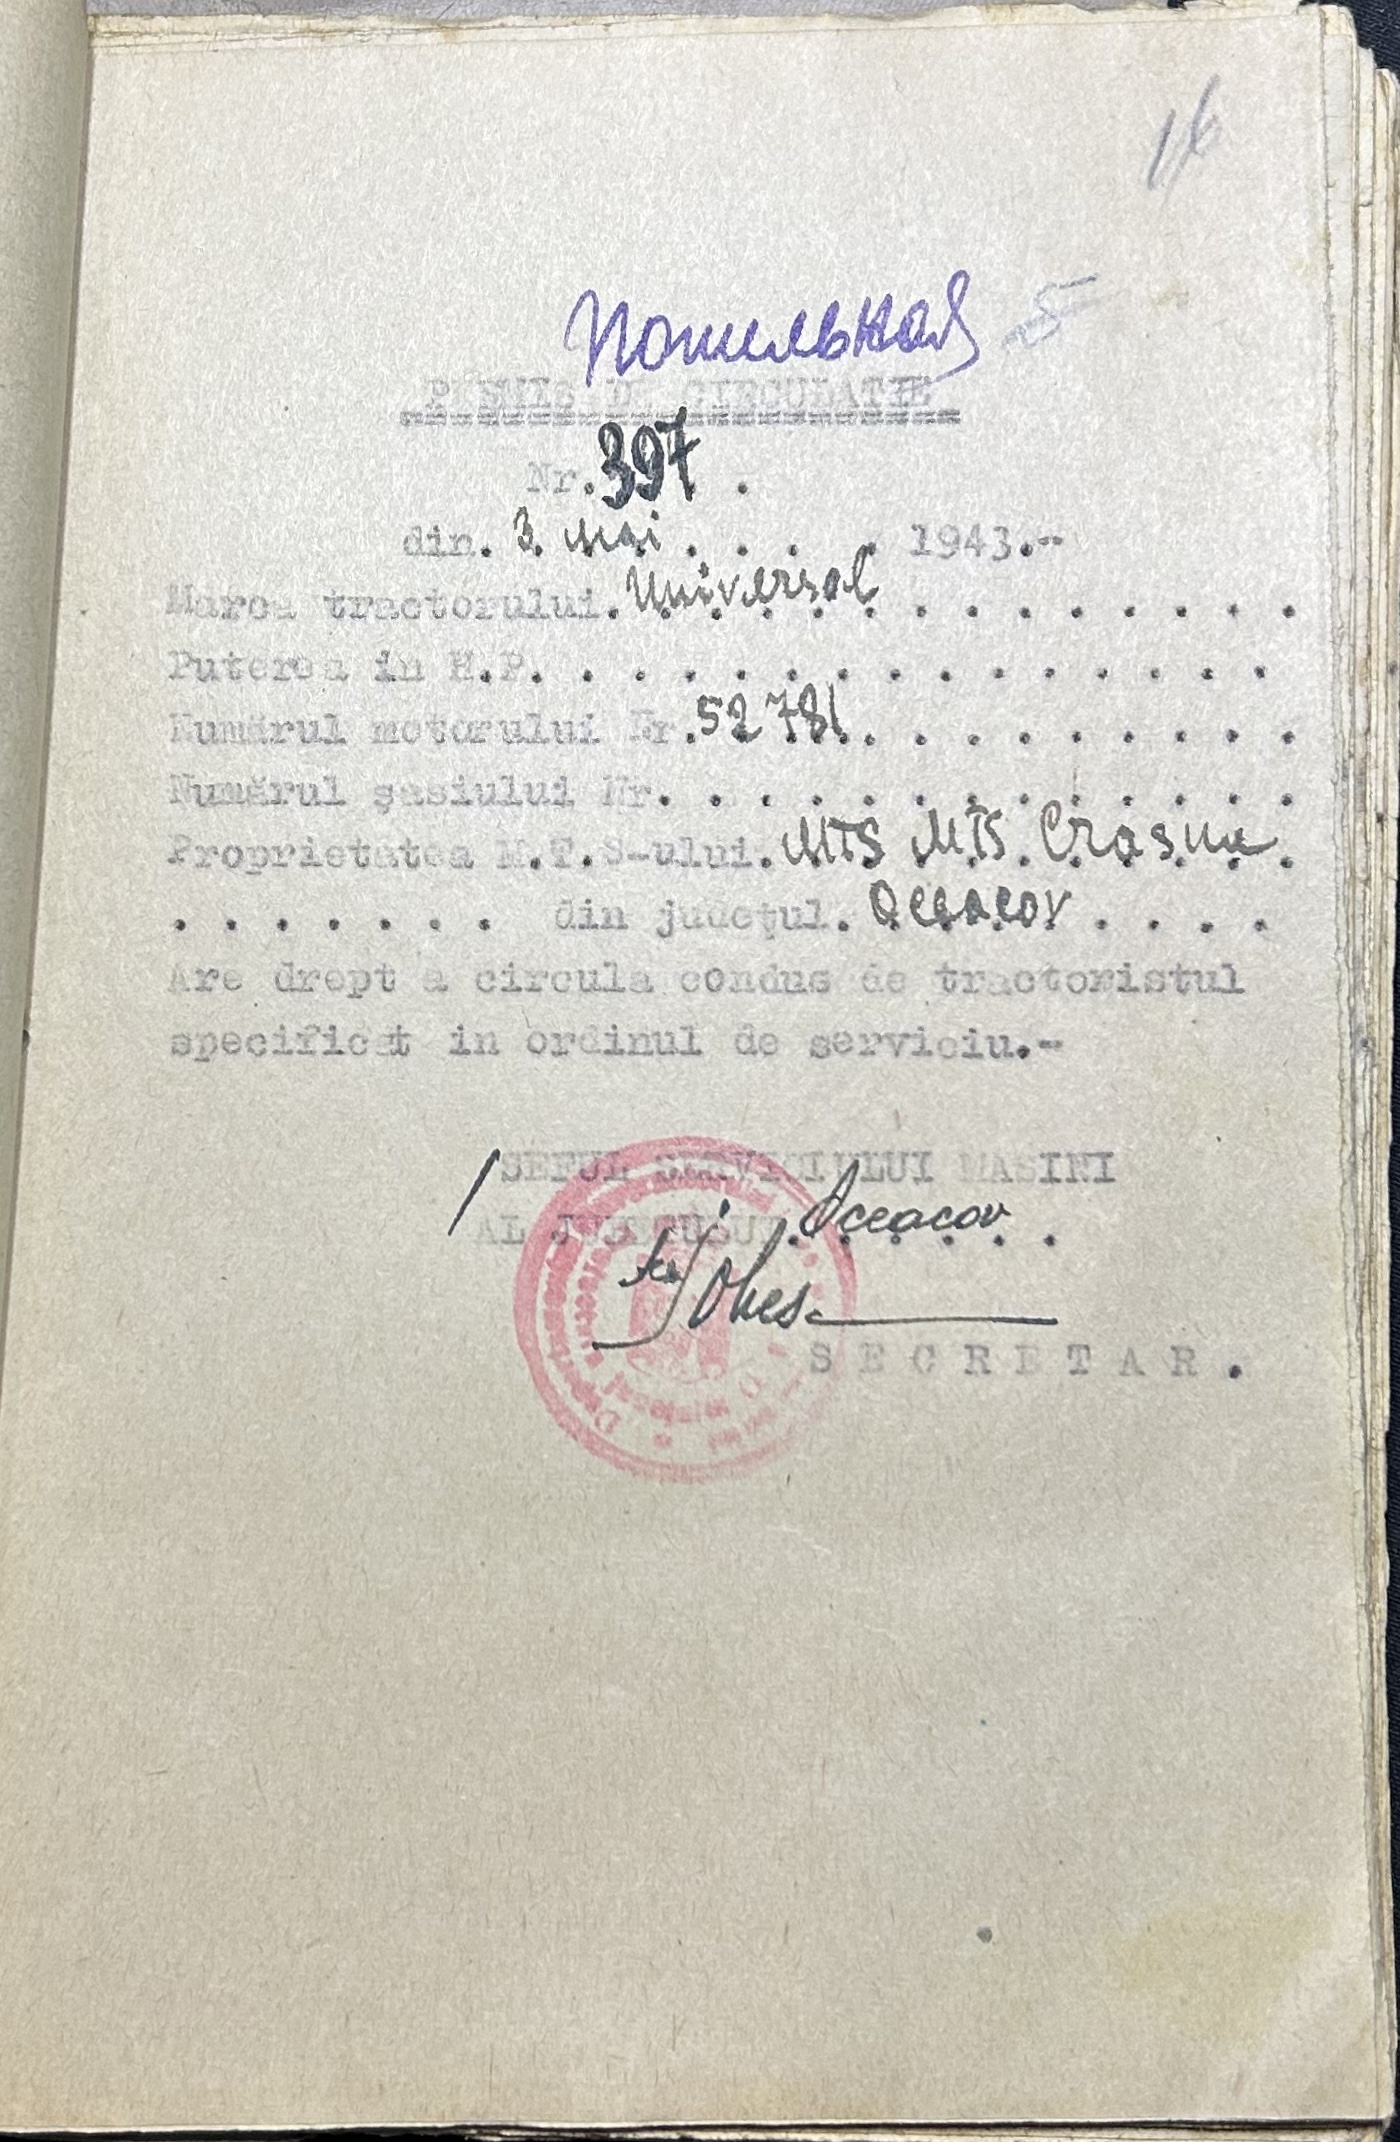 16
5
PERMIS DE CIRCULATIE
Nr. 397 .
din. 3. Mai . . . . 1943.-
Marca tractorului. Universal . . . . . . . . .
Puterea in H.P. . . . . . . . . . . . . . . .
Numărul motorului Nr. 52781 . . . . . . . . .
Numărul şasiului Nr. . . . . . . . . . . . . .
Proprietatea M.T.S-ului. MTS MTS Crasna .
. . . . . . . din judeţul. Oceacov . . . .
Are drept a circula condus de tractoristul
specificat in ordinul de serviciu.-
/ SEFUL SERVICIULUI MASINI
AL JUDETULUI . Oceacov . .
SECRETAR.